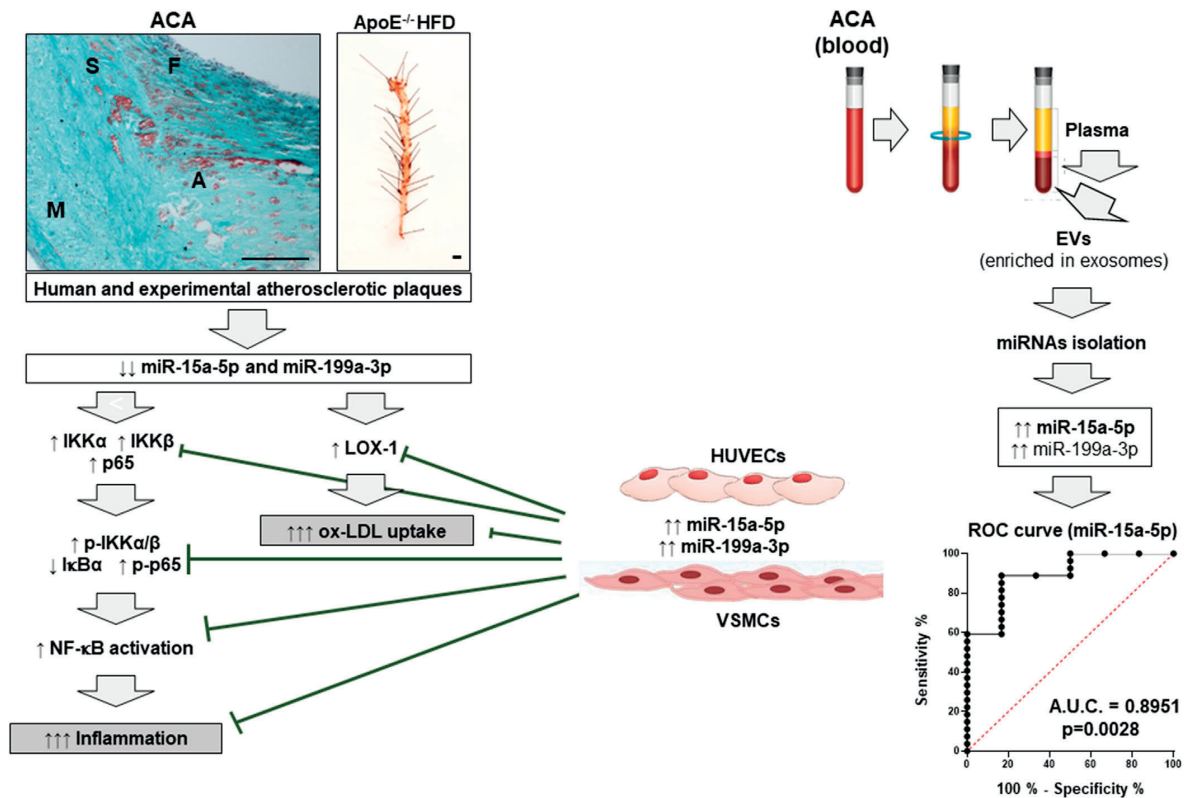 ACA
ApoE⁻/⁻ HFD
S
F
A
M
Human and experimental atherosclerotic plaques
↓↓ miR-15a-5p and miR-199a-3p
<
↑ IKKα ↑ IKKβ
↑ p65
↑ LOX-1
↑↑↑ ox-LDL uptake
↑ p-IKKα/β
↓ IκBα ↑ p-p65
↑ NF-κB activation
↑↑↑ Inflammation
HUVECs
↑↑ miR-15a-5p
↑↑ miR-199a-3p
VSMCs
ACA
(blood)
Plasma
EVs
(enriched in exosomes)
miRNAs isolation
↑↑ miR-15a-5p
↑↑ miR-199a-3p
ROC curve (miR-15a-5p)
Sensitivity %
100
80
60
40
20
0
A.U.C. = 0.8951
p=0.0028
0 20 40 60 80 100
100 % - Specificity %